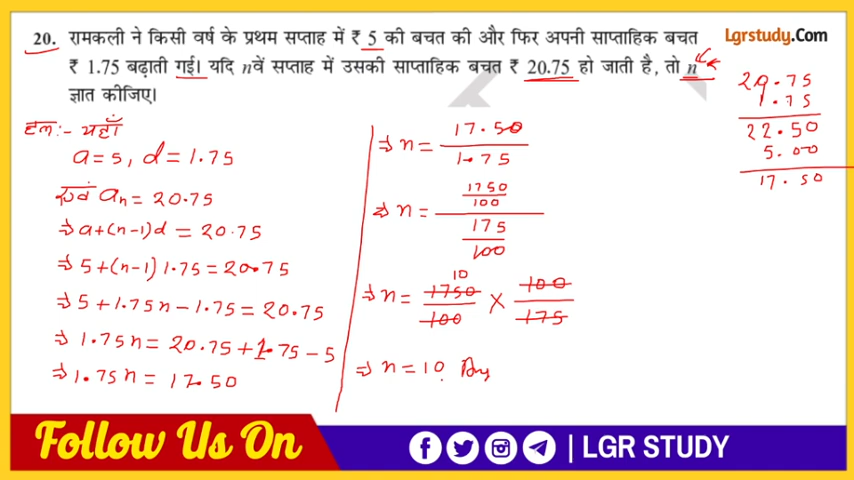 20. रामकली ने किसी वर्ष के प्रथम सप्ताह में ₹ 5 की बचत की और फिर अपनी साप्ताहिक बचत
₹ 1.75 बढ़ाती गई। यदि nवें सप्ताह में उसकी साप्ताहिक बचत ₹ 20.75 हो जाती है, तो n
ज्ञात कीजिए।
Lgrstudy.com
हल:- यहाँ
a = 5, d = 1.75
एवं aₙ = 20.75
⇒ a+(n-1)d = 20.75
⇒ 5+(n-1) 1.75 = 20.75
⇒ 5 + 1.75n - 1.75 = 20.75
⇒ 1.75n = 20.75 + 1.75 - 5
⇒ 1.75n = 17.50
⇒ n = 17.50 / 1.75
⇒ n = 1750/100 / 175/100
10
⇒ n = 1750/100 × 100/175
⇒ n = 10 Ans
20.75
1.75
22.50
5.00
17.50
Follow Us On
| LGR STUDY